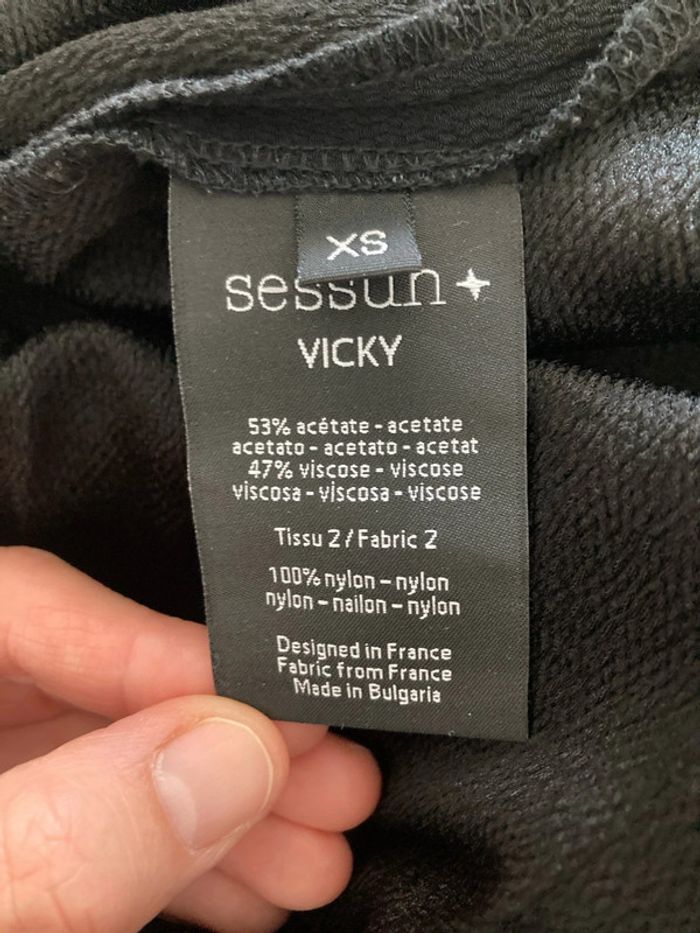 XS
sessùn
VICKY
53% acétate - acetate
acetato - acetato - acetat
47% viscose - viscose
viscosa - viscosa - viscose
Tissu 2 / Fabric 2
100% nylon – nylon
nylon – nailon – nylon
Designed in France
Fabric from France
Made in Bulgaria